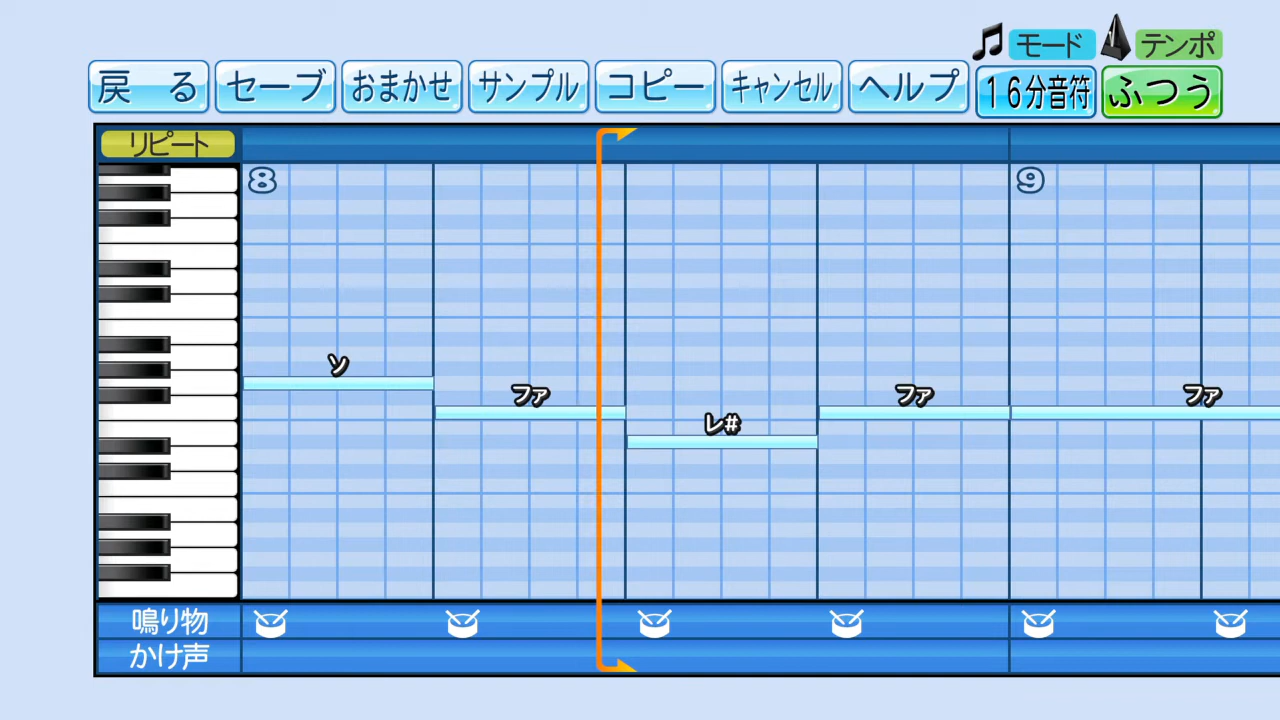 モード テンポ
戻る セーブ おまかせ サンプル コピー キャンセル ヘルプ 16分音符 ふつう
リピート
8 9
ソ
ファ ファ ファ
レ#
鳴り物
かけ声